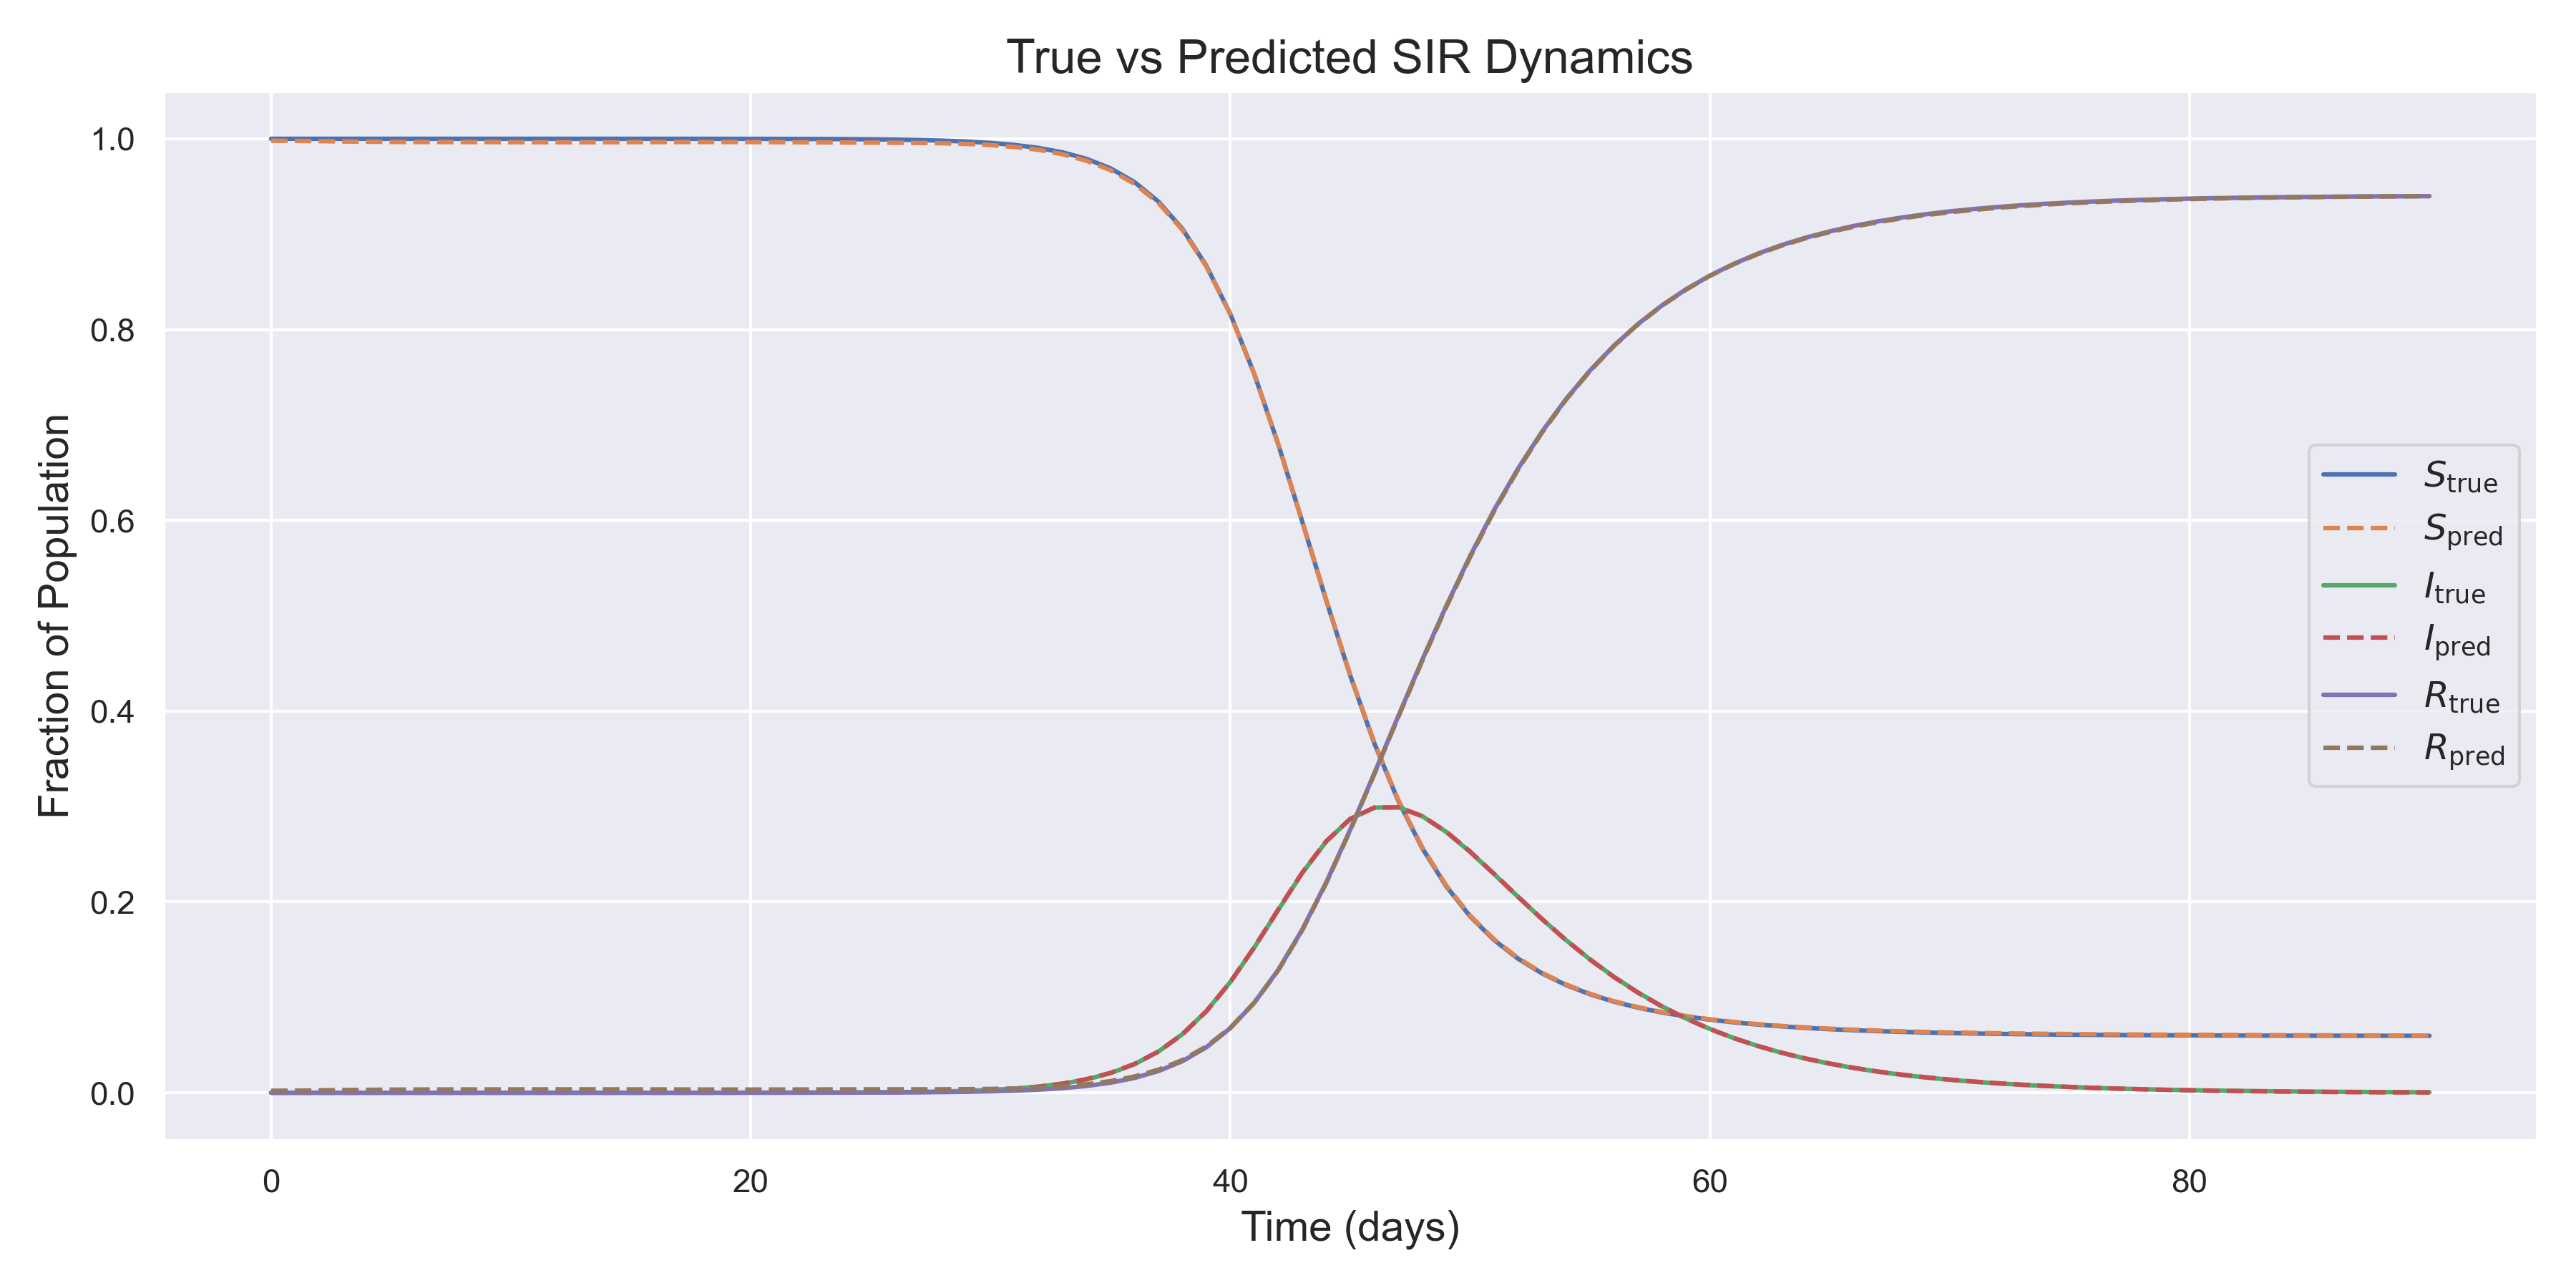 True vs Predicted SIR Dynamics
Fraction of Population
1.0
0.8
0.6
0.4
0.2
0.0
S_true
S_pred
I_true
I_pred
R_true
R_pred
0 20 40 60 80
Time (days)